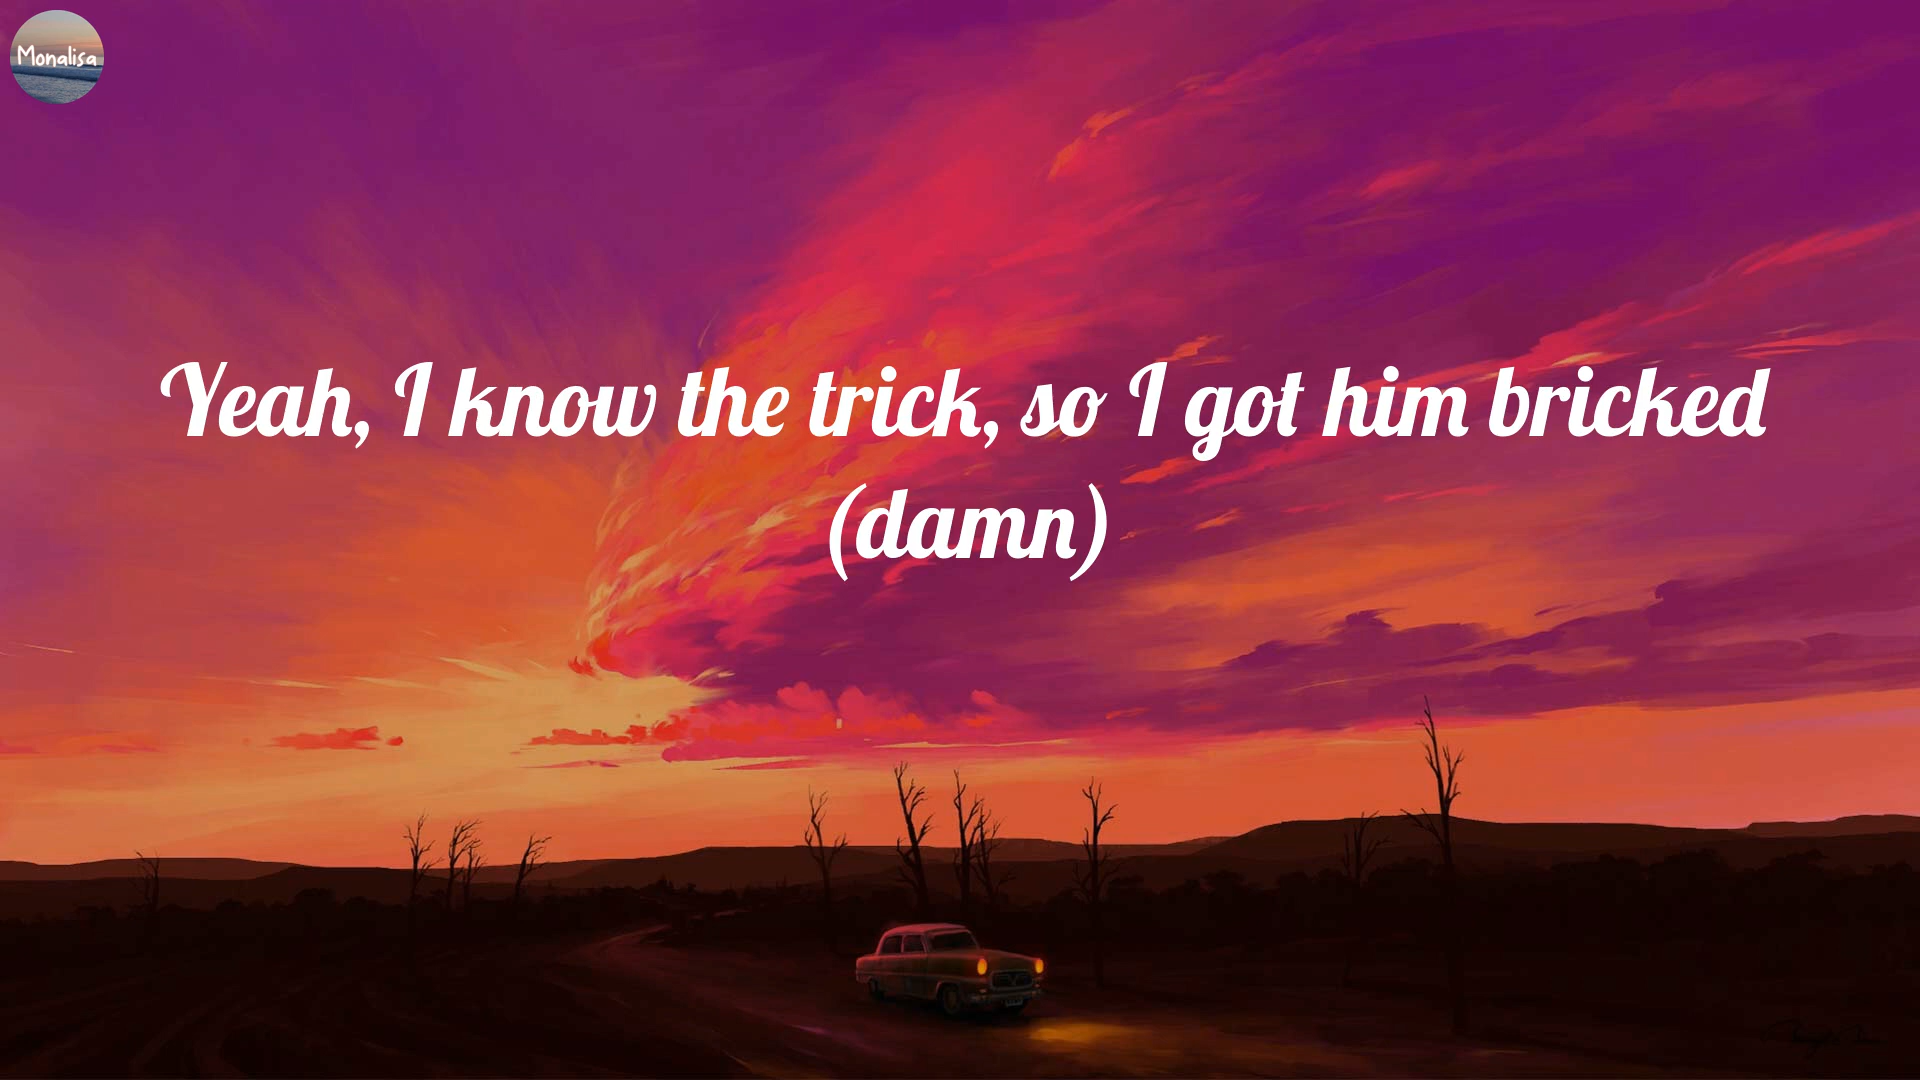 Monalisa
Yeah, I know the trick, so I got him bricked
(damn)